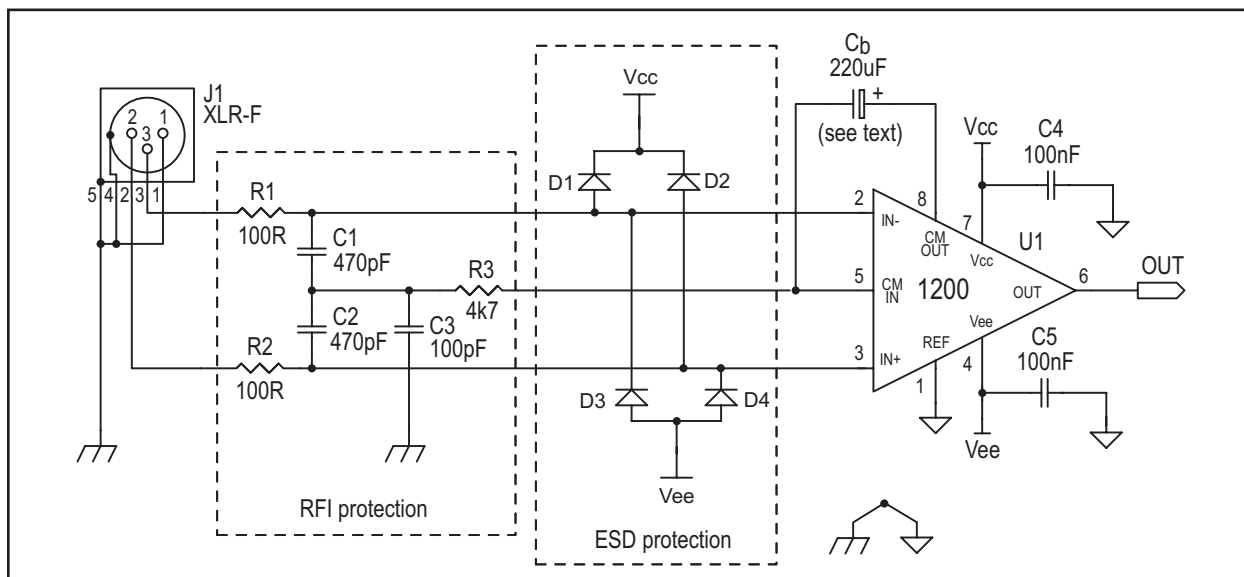 J1
XLR-F
2 1
3
5 4 2 3 1
R1
100R
C1
470pF
R3
4k7
C2
470pF
C3
100pF
R2
100R
RFI protection
Vcc
D1
D2
D3
D4
Vee
ESD protection
Cb
220uF
+
(see text)
Vcc
C4
100nF
2
IN-
8
CM
OUT
7
Vcc
U1
5
CM
IN
1200
OUT
6
OUT
3
IN+
REF
1
Vee
4
C5
100nF
Vee